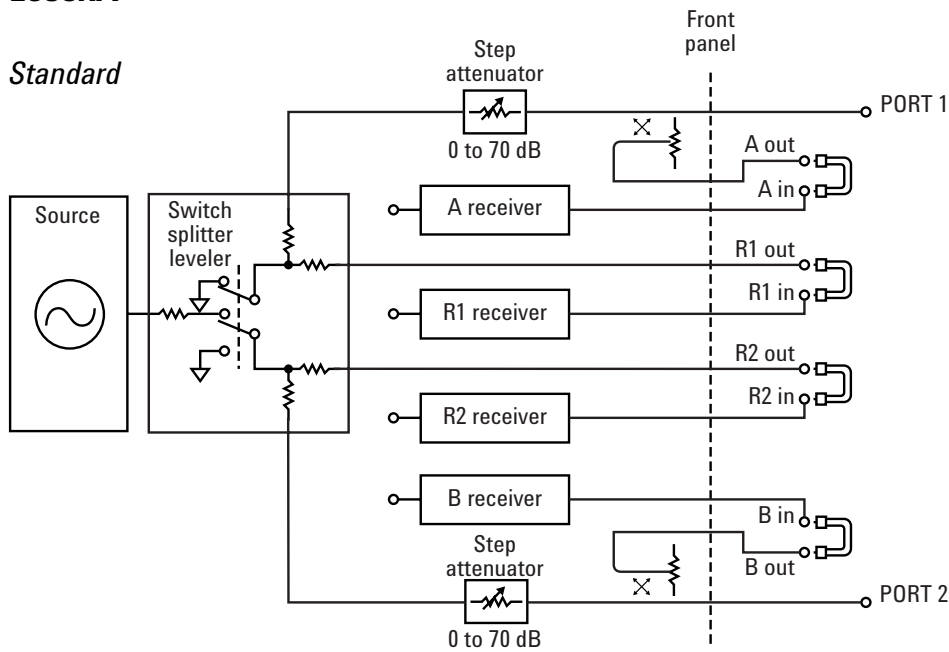 Standard
Front
panel
Step
attenuator
0 to 70 dB
PORT 1
A out
A in
A receiver
Source
Switch
splitter
leveler
R1 out
R1 in
R1 receiver
R2 out
R2 in
R2 receiver
B receiver
B in
B out
Step
attenuator
0 to 70 dB
PORT 2